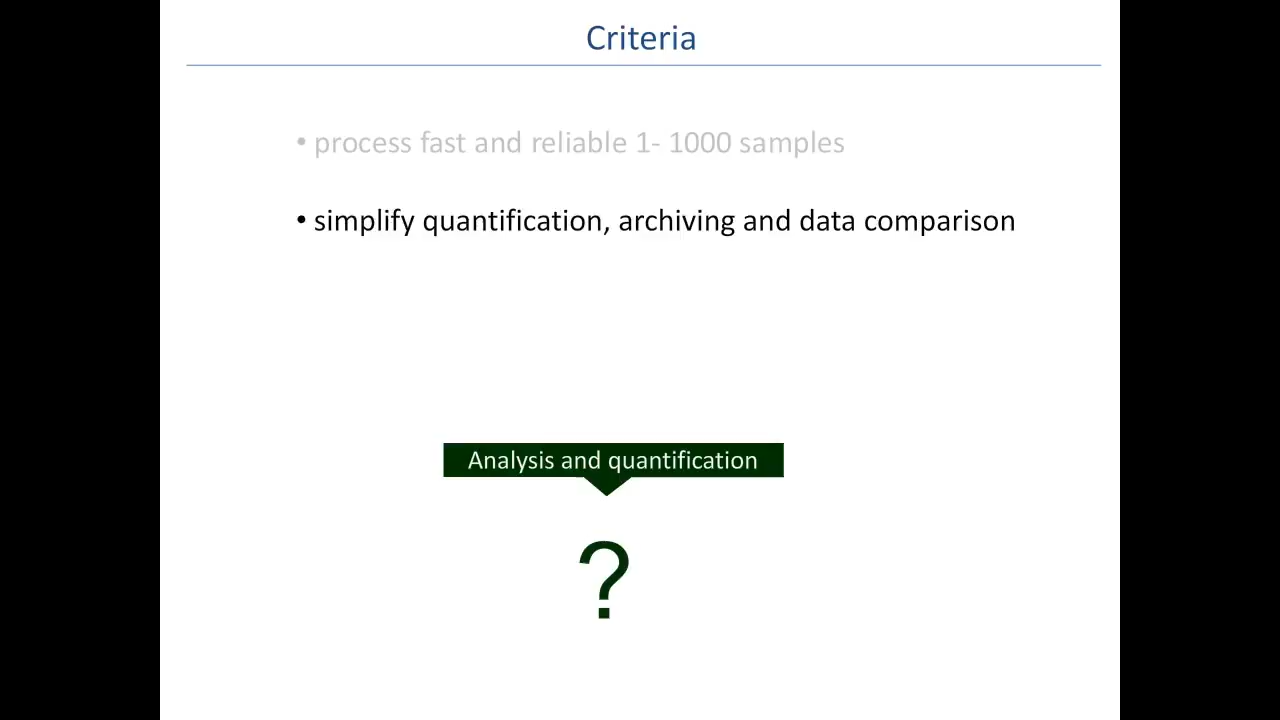 Criteria
• process fast and reliable 1- 1000 samples
• simplify quantification, archiving and data comparison
Analysis and quantification
?